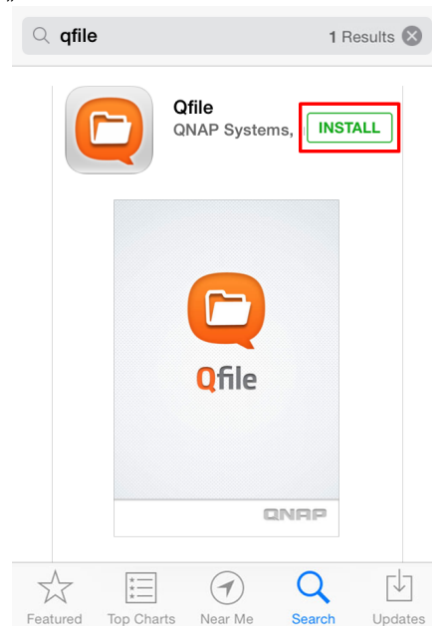 qfile 1 Results
Qfile
QNAP Systems,
INSTALL
Qfile
QNAP
Featured Top Charts Near Me Search Updates